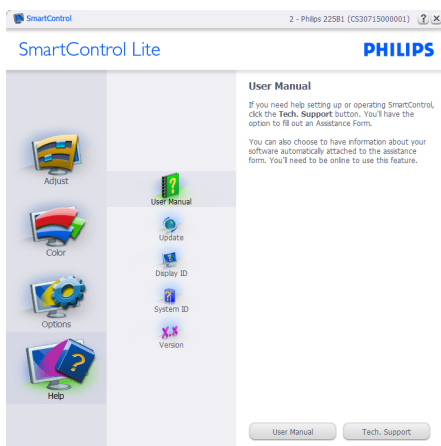 SmartControl
2 - Philips 225B1 (CS30715000001)
SmartControl Lite
PHILIPS
Adjust
Color
Options
Help
User Manual
Update
Display ID
System ID
X.X
Version
User Manual
If you need help setting up or operating SmartControl,
click the Tech. Support button. You'll have the
option to fill out an Assistance Form.
You can also choose to have information about your
software automatically attached to the assistance
form. You'll need to be online to use this feature.
User Manual
Tech. Support